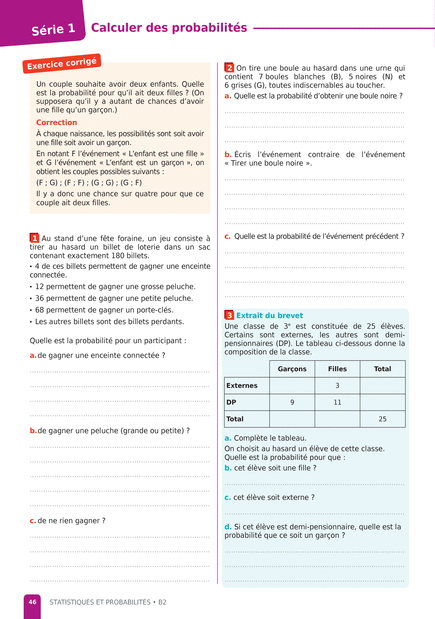 Série 1
Calculer des probabilités
Exercice corrigé
Un couple souhaite avoir deux enfants. Quelle
est la probabilité pour qu'il ait deux filles ? (On
supposera qu'il y a autant de chances d'avoir
une fille qu'un garçon.)
Correction
À chaque naissance, les possibilités sont soit avoir
une fille soit avoir un garçon.
En notant F l'événement « L'enfant est une fille »
et G l'événement « L'enfant est un garçon », on
obtient les couples possibles suivants :
(F ; G) ; (F ; F) ; (G ; G) ; (G ; F)
Il y a donc une chance sur quatre pour que ce
couple ait deux filles.
1 Au stand d'une fête foraine, un jeu consiste à
tirer au hasard un billet de loterie dans un sac
contenant exactement 180 billets.
• 4 de ces billets permettent de gagner une enceinte
connectée.
• 12 permettent de gagner une grosse peluche.
• 36 permettent de gagner une petite peluche.
• 68 permettent de gagner un porte-clés.
• Les autres billets sont des billets perdants.
Quelle est la probabilité pour un participant :
a. de gagner une enceinte connectée ?
b. de gagner une peluche (grande ou petite) ?
c. de ne rien gagner ?
2 On tire une boule au hasard dans une urne qui
contient 7 boules blanches (B), 5 noires (N) et
6 grises (G), toutes indiscernables au toucher.
a. Quelle est la probabilité d'obtenir une boule noire ?
b. Écris l'événement contraire de l'événement
« Tirer une boule noire ».
c. Quelle est la probabilité de l'événement précédent ?
3 Extrait du brevet
Une classe de 3e est constituée de 25 élèves.
Certains sont externes, les autres sont demi-
pensionnaires (DP). Le tableau ci-dessous donne la
composition de la classe.
Garçons Filles Total
Externes 3
DP 9 11
Total 25
a. Complète le tableau.
On choisit au hasard un élève de cette classe.
Quelle est la probabilité pour que :
b. cet élève soit une fille ?
c. cet élève soit externe ?
d. Si cet élève est demi-pensionnaire, quelle est la
probabilité que ce soit un garçon ?
46 STATISTIQUES ET PROBABILITÉS • B2